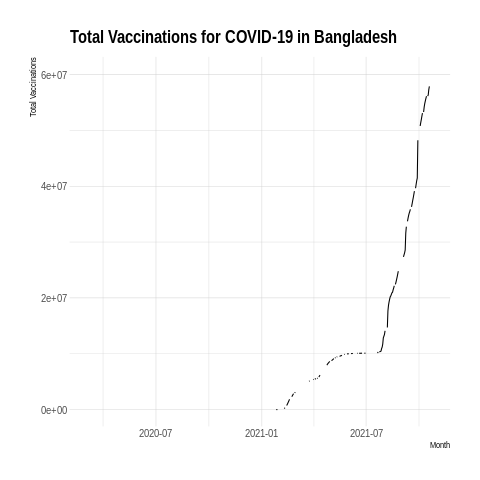 Total Vaccinations for COVID-19 in Bangladesh
Total Vaccinations
6e+07
4e+07
2e+07
0e+00
2020-07 2021-01 2021-07
Month